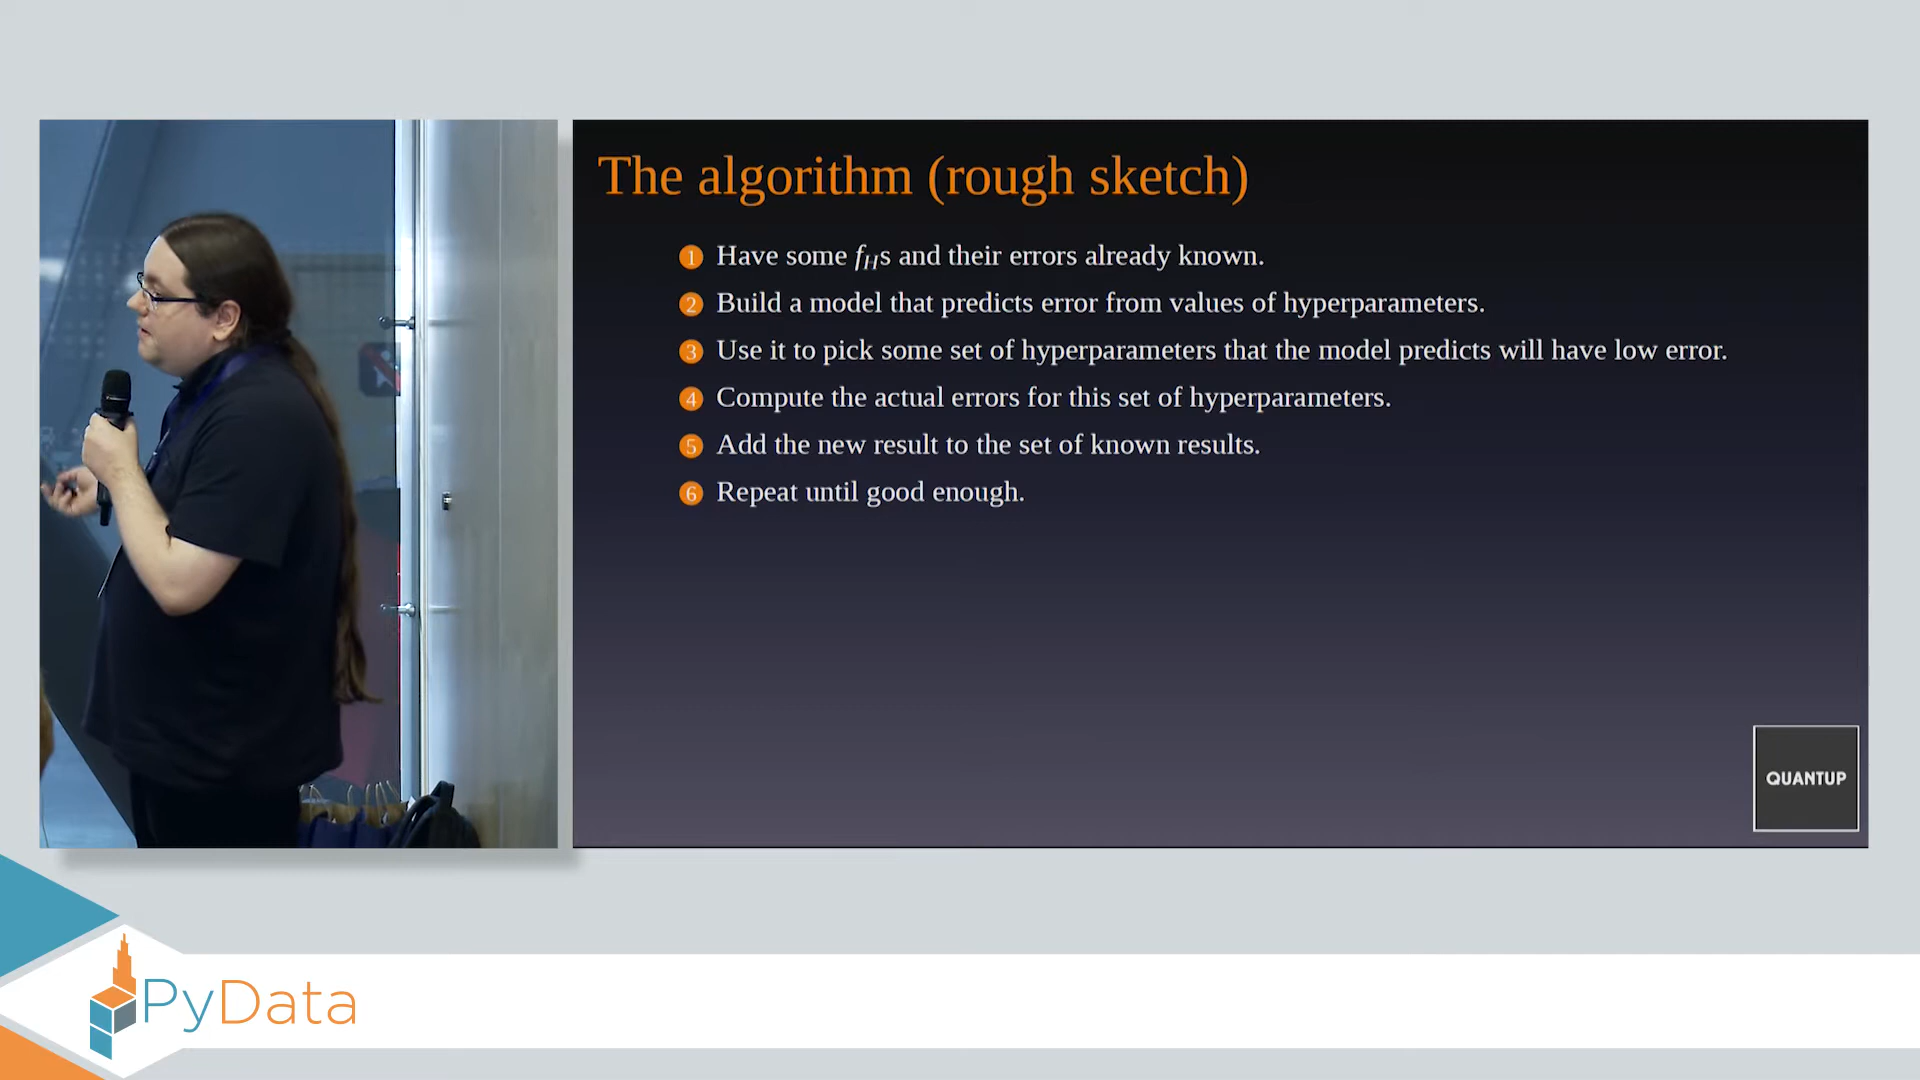 The algorithm (rough sketch)
1 Have some fHs and their errors already known.
2 Build a model that predicts error from values of hyperparameters.
3 Use it to pick some set of hyperparameters that the model predicts will have low error.
4 Compute the actual errors for this set of hyperparameters.
5 Add the new result to the set of known results.
6 Repeat until good enough.
QUANTUP
PyData